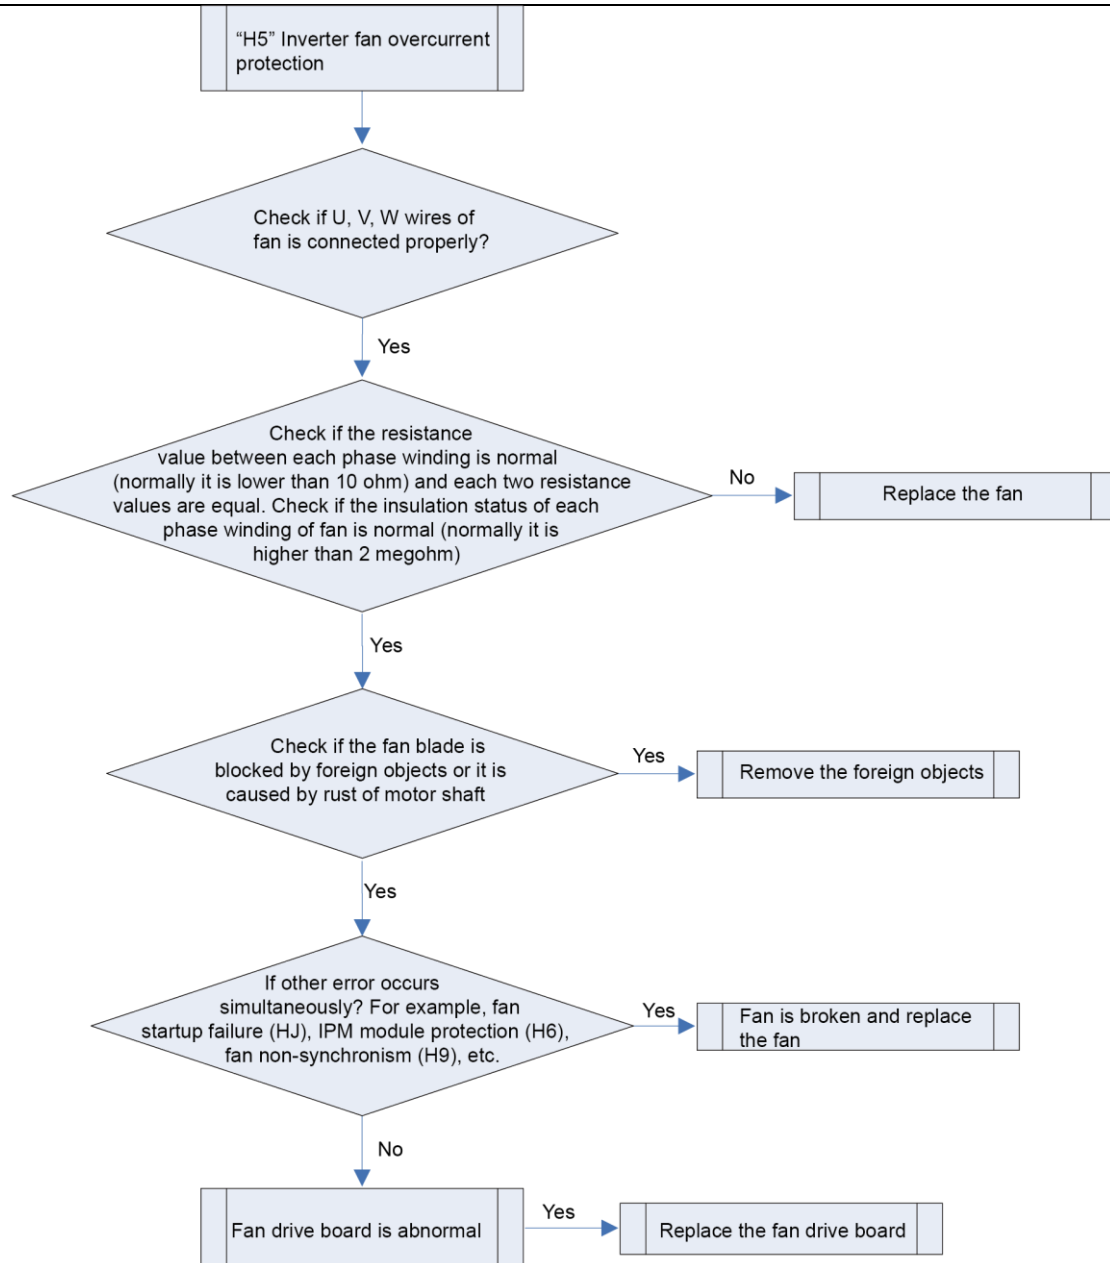 “H5” Inverter fan overcurrent
protection
Check if U, V, W wires of
fan is connected properly?
Yes
Check if the resistance
value between each phase winding is normal
(normally it is lower than 10 ohm) and each two resistance
values are equal. Check if the insulation status of each
phase winding of fan is normal (normally it is
higher than 2 megohm)
No
Replace the fan
Yes
Check if the fan blade is
blocked by foreign objects or it is
caused by rust of motor shaft
Yes
Remove the foreign objects
Yes
If other error occurs
simultaneously? For example, fan
startup failure (HJ), IPM module protection (H6),
fan non-synchronism (H9), etc.
Yes
Fan is broken and replace
the fan
No
Fan drive board is abnormal
Yes
Replace the fan drive board